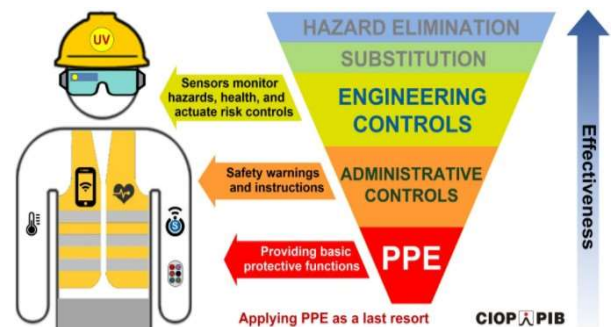 UV
HAZARD ELIMINATION
SUBSTITUTION
Sensors monitor
hazards, health, and
actuate risk controls
ENGINEERING
CONTROLS
Safety warnings
and instructions
ADMINISTRATIVE
CONTROLS
Providing basic
protective functions
PPE
Applying PPE as a last resort
CIOP PIB
Effectiveness
S